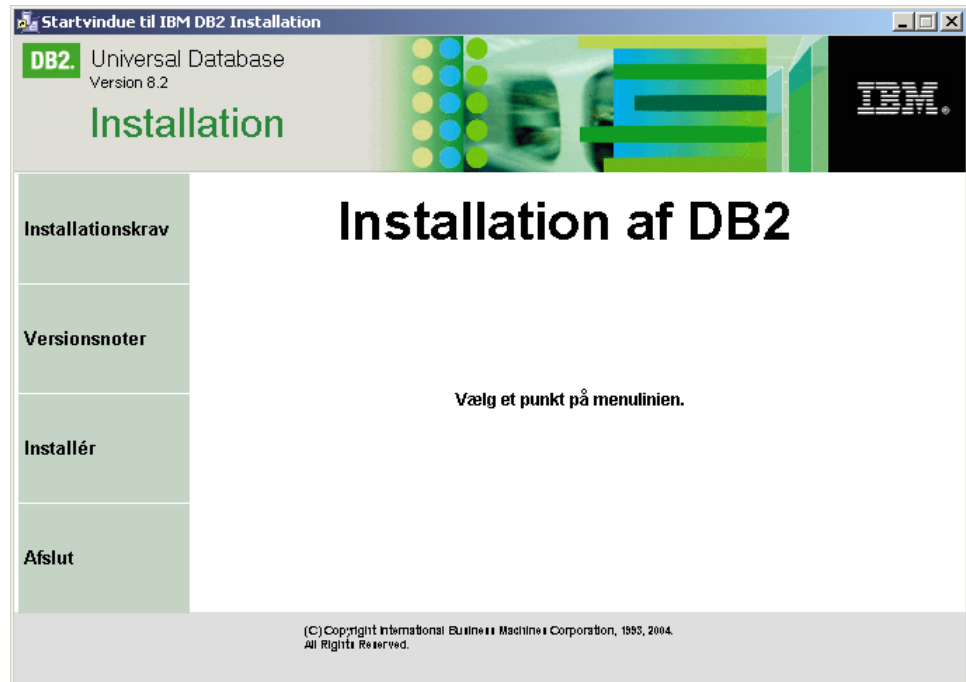 Startvindue til IBM DB2 Installation
DB2. Universal Database
Version 8.2
Installation
IBM.
Installationskrav
Versionsnoter
Installér
Afslut
Installation af DB2
Vælg et punkt på menulinien.
(C) Copyright International Business Machines Corporation, 1993, 2004.
All Rights Reserved.